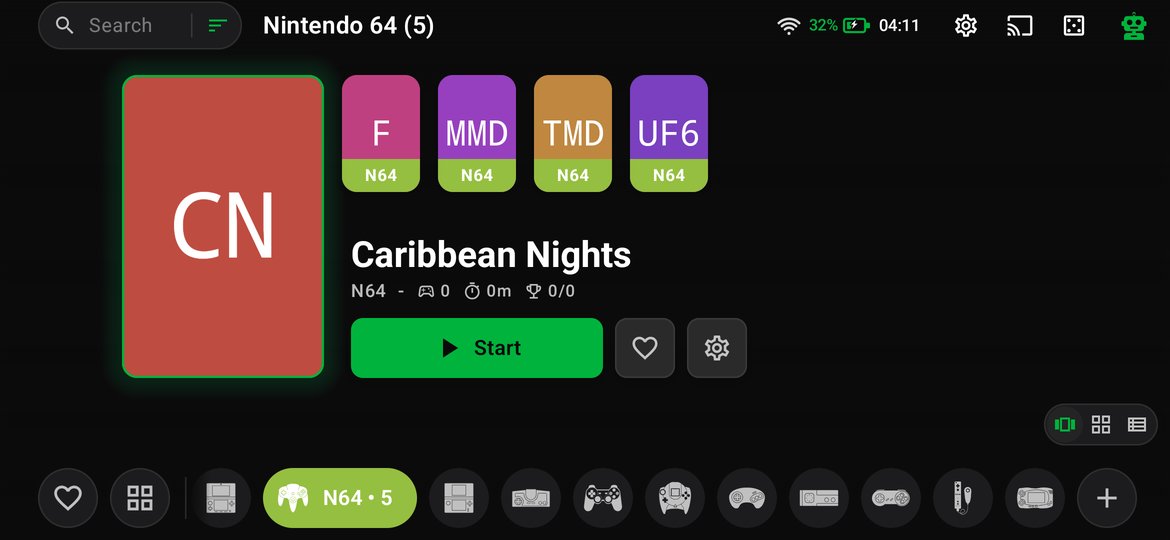 Search
Nintendo 64 (5)
32%
04:11
CN
F
N64
MMD
N64
TMD
N64
UF6
N64
Caribbean Nights
N64 - 0 0m 0/0
Start
N64 • 5